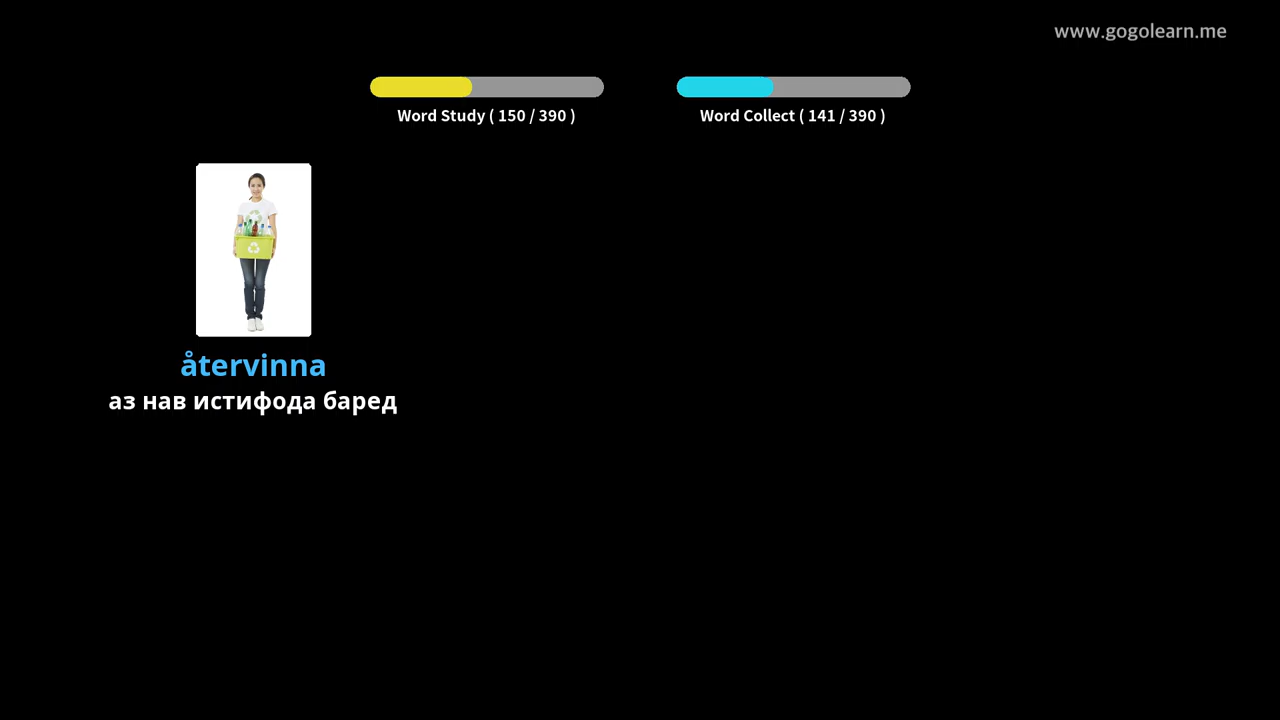 www.gogolearn.me
Word Study ( 150 / 390 )
Word Collect ( 141 / 390 )
återvinna
аз нав истифода баред